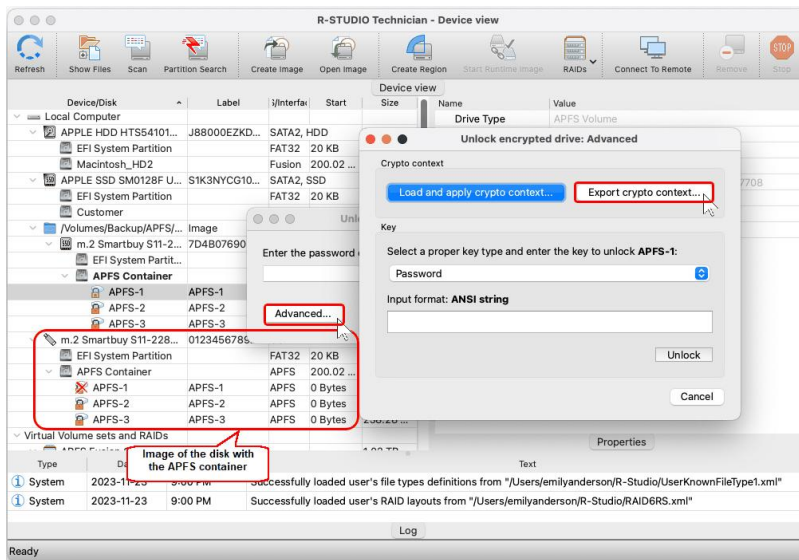 R-STUDIO Technician - Device view
Refresh Show Files Scan Partition Search Create Image Open Image Create Region Start Runtime Image RAIDs Connect To Remote Remove Stop
STOP
Device view
Device/Disk Label Start Size Name Value
Local Computer Drive Type APFS Volume
APPLE HDD HTS54101... J88000EZKD... SATA2, HDD
EFI System Partition FAT32 20 KB
Macintosh_HD2 Fusion 200.02 ...
APPLE SSD SM0128F U... S1K3NYCG10... SATA2, SSD 7708
EFI System Partition FAT32 20 KB
Customer
/Volumes/Backup/APFS/... Image
m.2 Smartbuy S11-2... 7D4B07690
EFI System Partit...
APFS Container
APFS-1 APFS-1
APFS-2 APFS-2
APFS-3 APFS-3
m.2 Smartbuy S11-228... 0123456789
EFI System Partition FAT32 20 KB
APFS Container APFS 200.02 ...
APFS-1 APFS-1 APFS 0 Bytes
APFS-2 APFS-2 APFS 0 Bytes
APFS-3 APFS-3 APFS 0 Bytes
Virtual Volume sets and RAIDs
Enter the password
Advanced...
Unlock encrypted drive: Advanced
Crypto context
Load and apply crypto context... Export crypto context...
Key
Select a proper key type and enter the key to unlock APFS-1:
Password
Input format: ANSI string
Unlock
Cancel
Image of the disk with
the APFS container
Properties
Type Text
System 2023-11-23 9:00 PM Successfully loaded user's file types definitions from "/Users/emilyanderson/R-Studio/UserKnownFileType1.xml"
System 2023-11-23 9:00 PM Successfully loaded user's RAID layouts from "/Users/emilyanderson/R-Studio/RAID6RS.xml"
Log
Ready